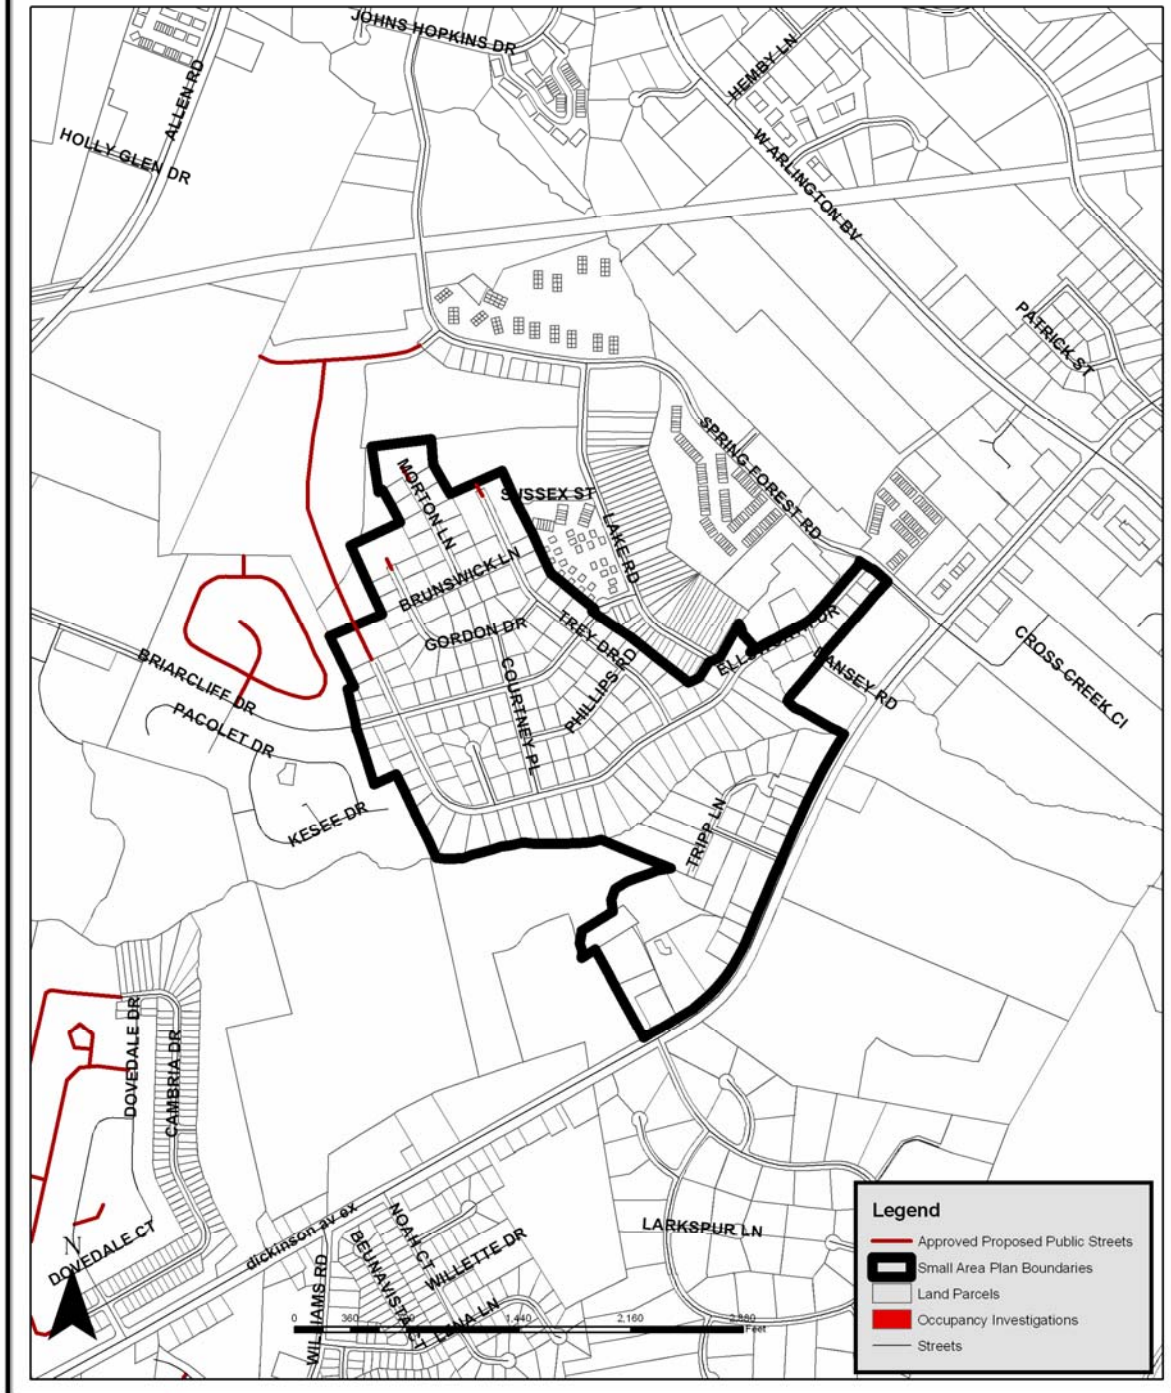 JOHNS HOPKINS DR
HEMBY LN
ALLEN RD
HOLLY GLEN DR
W ARLINGTON BV
PATRICK ST
SPRING FOREST RD
MORTON LN
SUSSEX ST
LAKE RD
BRUNSWICK LN
GORDON DR
TREY DR
PHILLIPS RD
COURTNEY PL
LANSEY RD
CROSS-CREEK CI
BRIARCLIFF DR
PACOLET DR
KESEE DR
TRIPP LN
DOVEDALE DR
CAMBRIA DR
DOVEDALE CT
N
dickinson av ex
NOAH CT
BEUNAVISTA CT
WILLETTE DR
LENA LN
WILLIAMS RD
LARKSPUR LN
0 360 1,440 2,160 2,880
Feet
Legend
Approved Proposed Public Streets
Small Area Plan Boundaries
Land Parcels
Occupancy Investigations
Streets